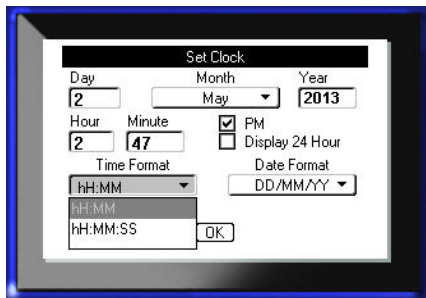 Set Clock
Day Month Year
2 May 2013
Hour Minute PM
2 47 Display 24 Hour
Time Format Date Format
hH:MM DD/MM/YY
hH:MM
hH:MM:SS OK